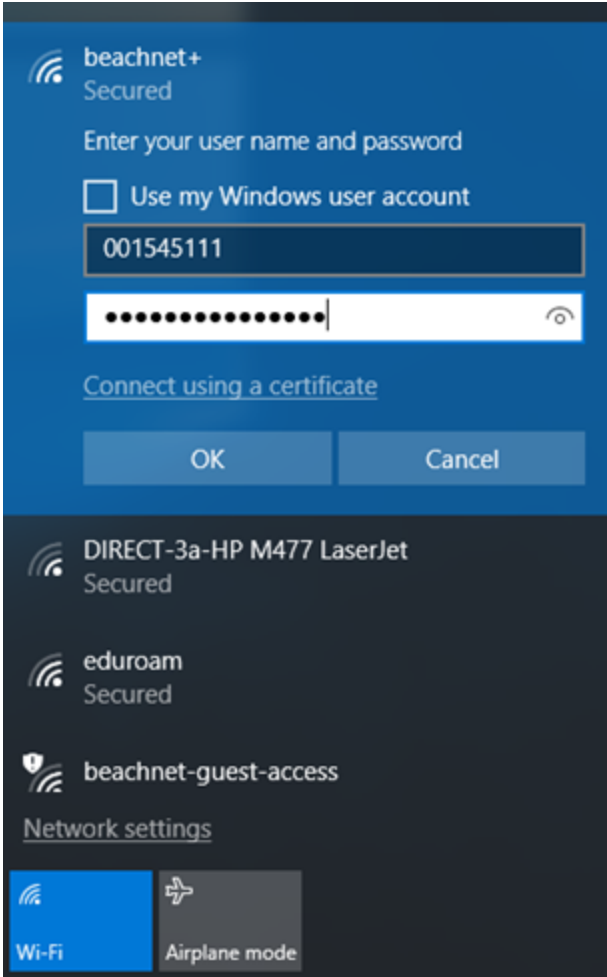 beachnet+
Secured
Enter your user name and password
Use my Windows user account
001545111
•••••••••••••••
Connect using a certificate
OK
Cancel
DIRECT-3a-HP M477 LaserJet
Secured
eduroam
Secured
beachnet-guest-access
Network settings
Wi-Fi
Airplane mode